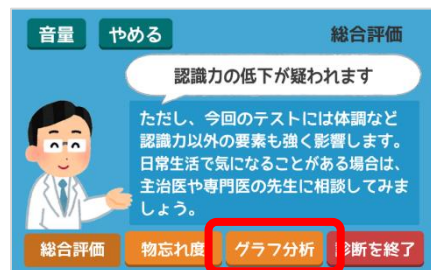 音量 やめる 総合評価
認識力の低下が疑われます
ただし、今回のテストには体調など
認識力以外の要素も強く影響します。
日常生活で気になることがある場合は、
主治医や専門医の先生に相談してみま
しょう。
総合評価 物忘れ度 グラフ分析 診断を終了